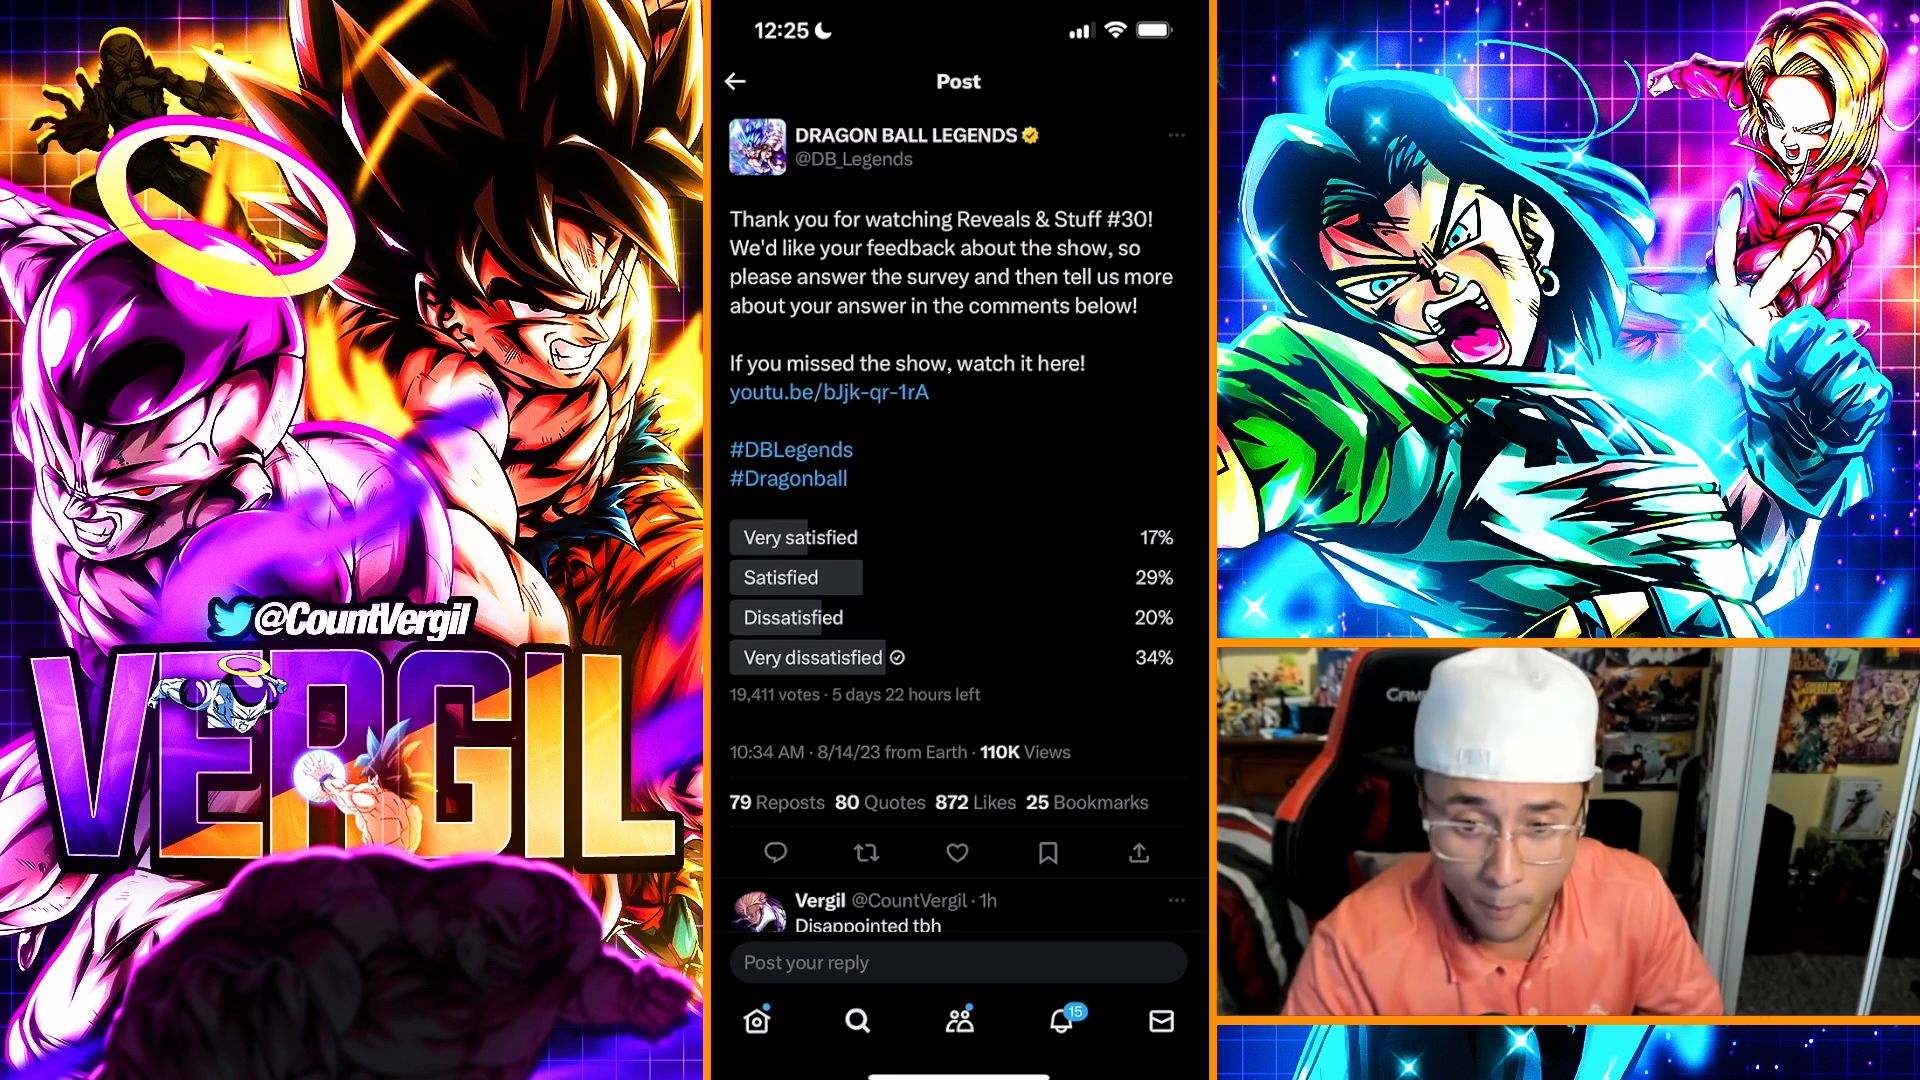 @CountVergil
VERGIL
12:25
Post
DRAGON BALL LEGENDS
@DB_Legends
Thank you for watching Reveals & Stuff #30!
We'd like your feedback about the show, so
please answer the survey and then tell us more
about your answer in the comments below!
If you missed the show, watch it here!
youtu.be/bJjk-qr-1rA
#DBLegends
#Dragonball
Very satisfied 17%
Satisfied 29%
Dissatisfied 20%
Very dissatisfied 34%
19,411 votes · 5 days 22 hours left
10:34 AM · 8/14/23 from Earth · 110K Views
79 Reposts 80 Quotes 872 Likes 25 Bookmarks
Vergil @CountVergil · 1h
Disappointed tbh
Post your reply
15